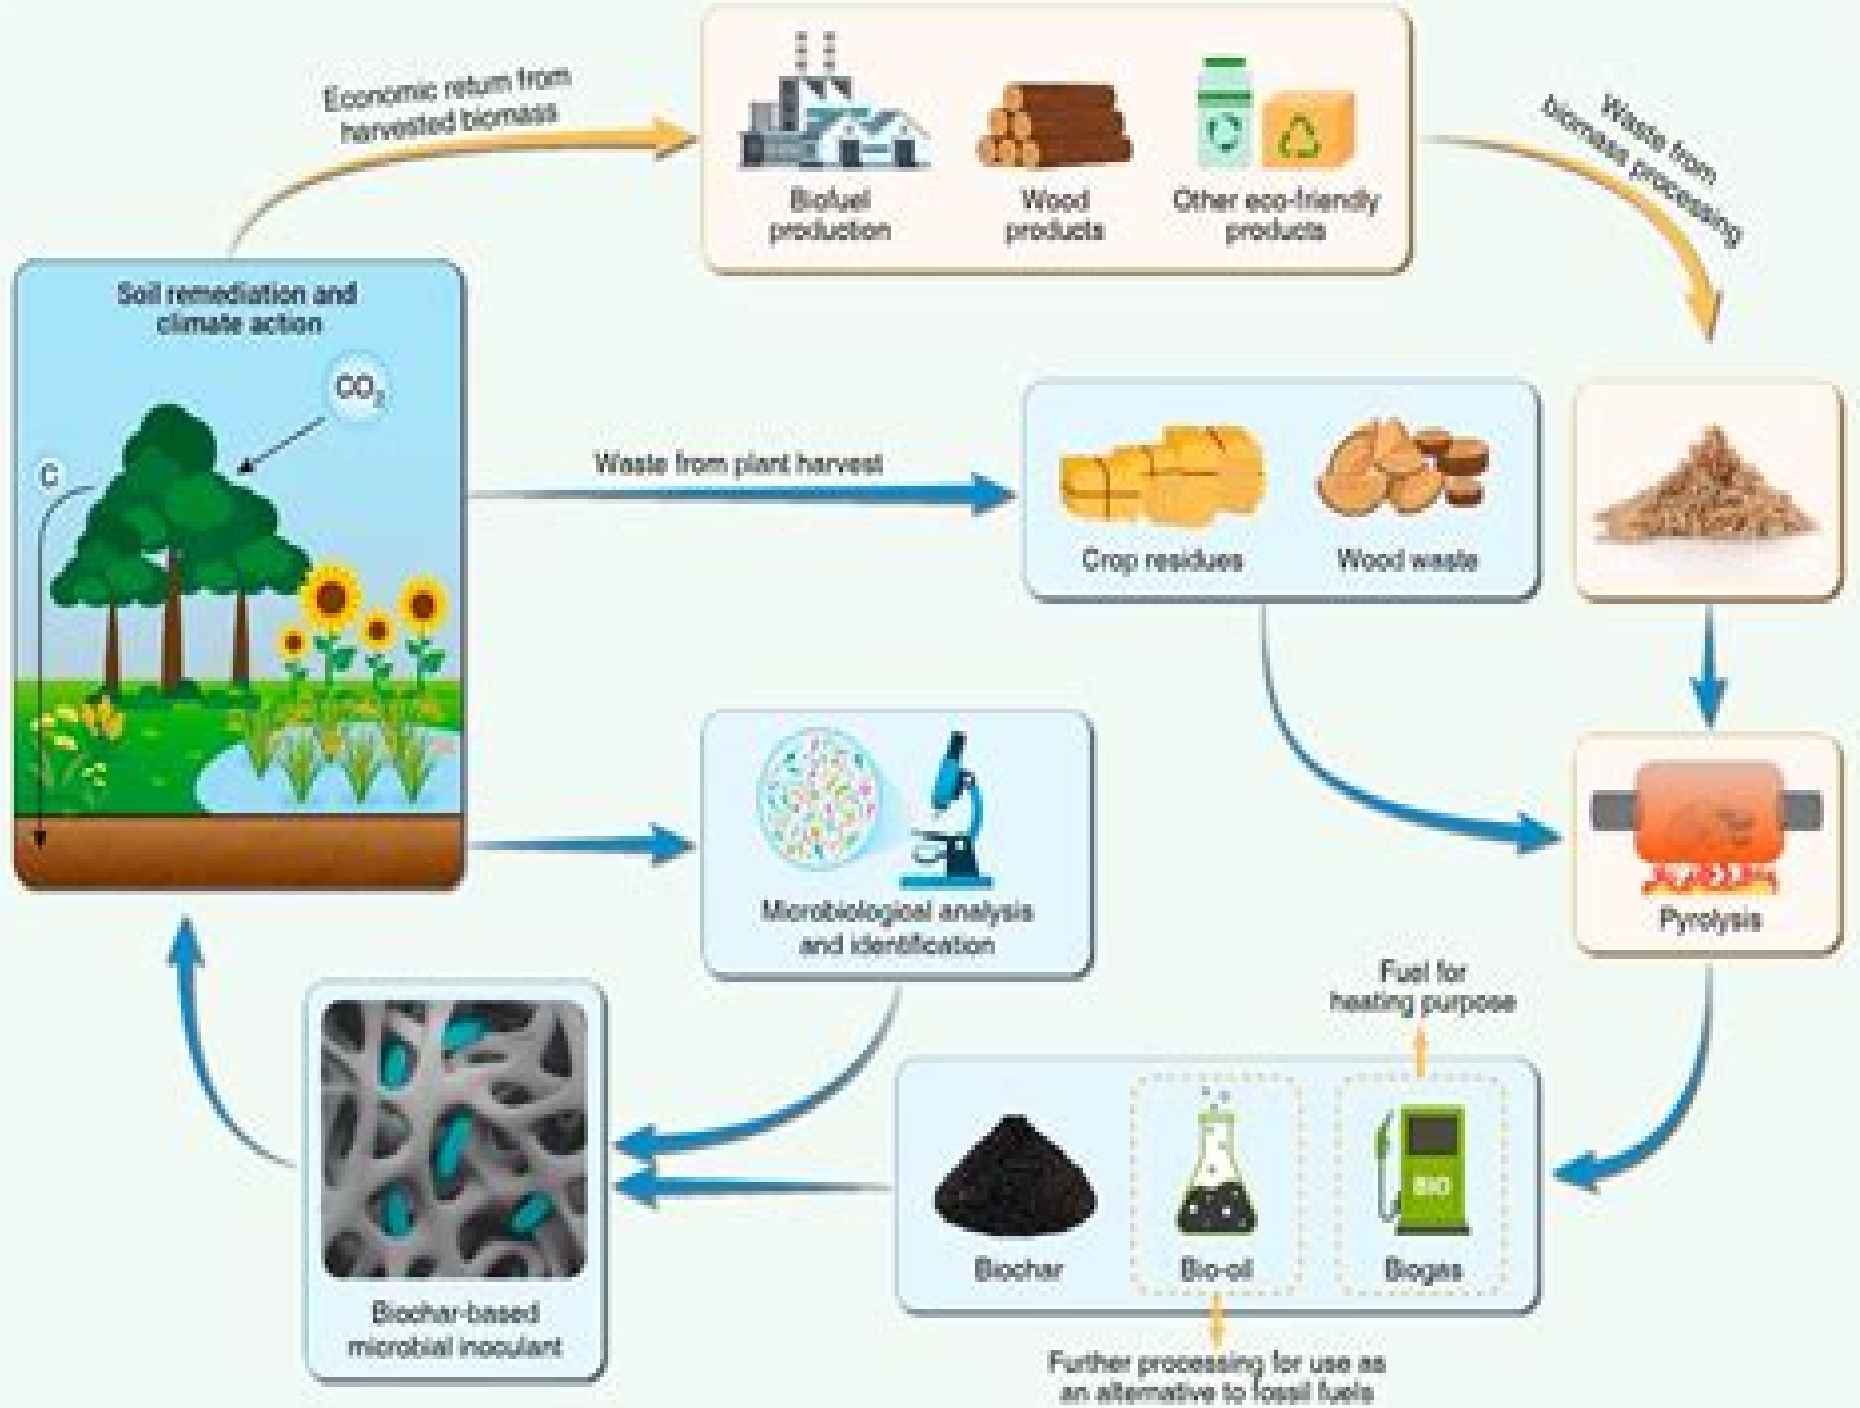 Economic return from
harvested biomass
Biofuel
production
Wood
products
Other eco-friendly
products
Waste from
biomass processing
Soil remediation and
climate action
CO₂
C
Waste from plant harvest
Crop residues
Wood waste
Microbiological analysis
and identification
Pyrolysis
Fuel for
heating purpose
BIO
Biochar
Bio-oil
Biogas
Biochar-based
microbial inoculant
Further processing for use as
an alternative to fossil fuels